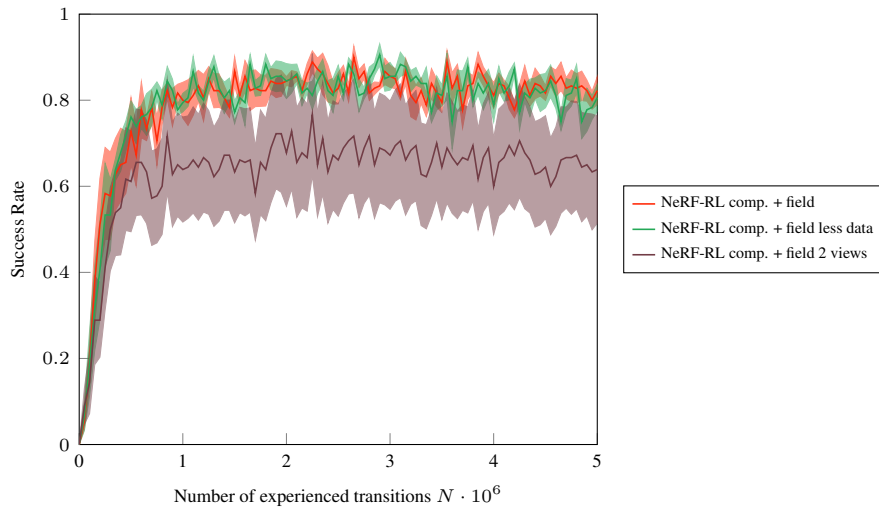 1
0.8
0.6
0.4
0.2
0
0 1 2 3 4 5
Success Rate
Number of experienced transitions N · 10⁶
NeRF-RL comp. + field
NeRF-RL comp. + field less data
NeRF-RL comp. + field 2 views